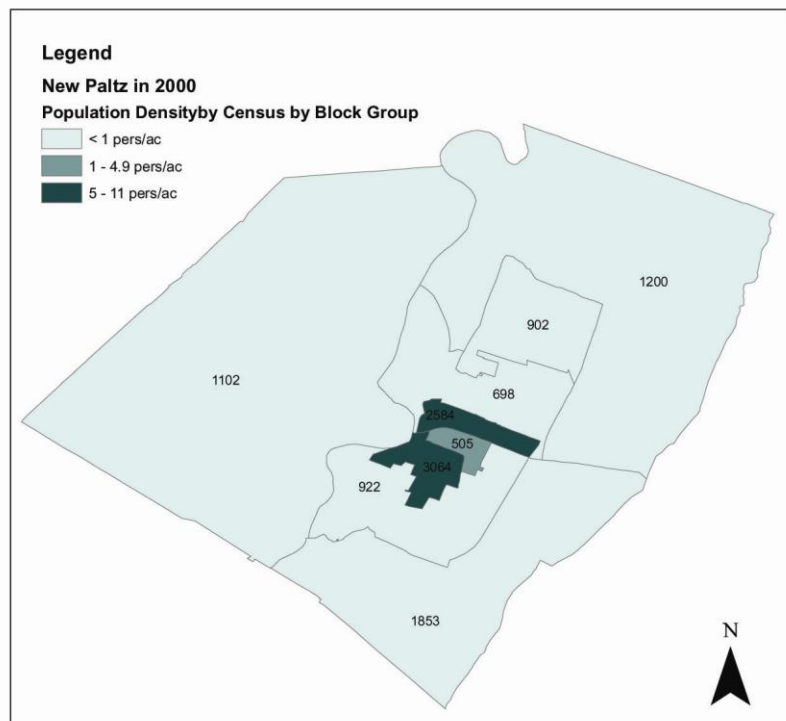 Legend
New Paltz in 2000
Population Densityby Census by Block Group
< 1 pers/ac
1 - 4.9 pers/ac
5 - 11 pers/ac
1200
902
1102
698
2584
505
3064
922
1853
N